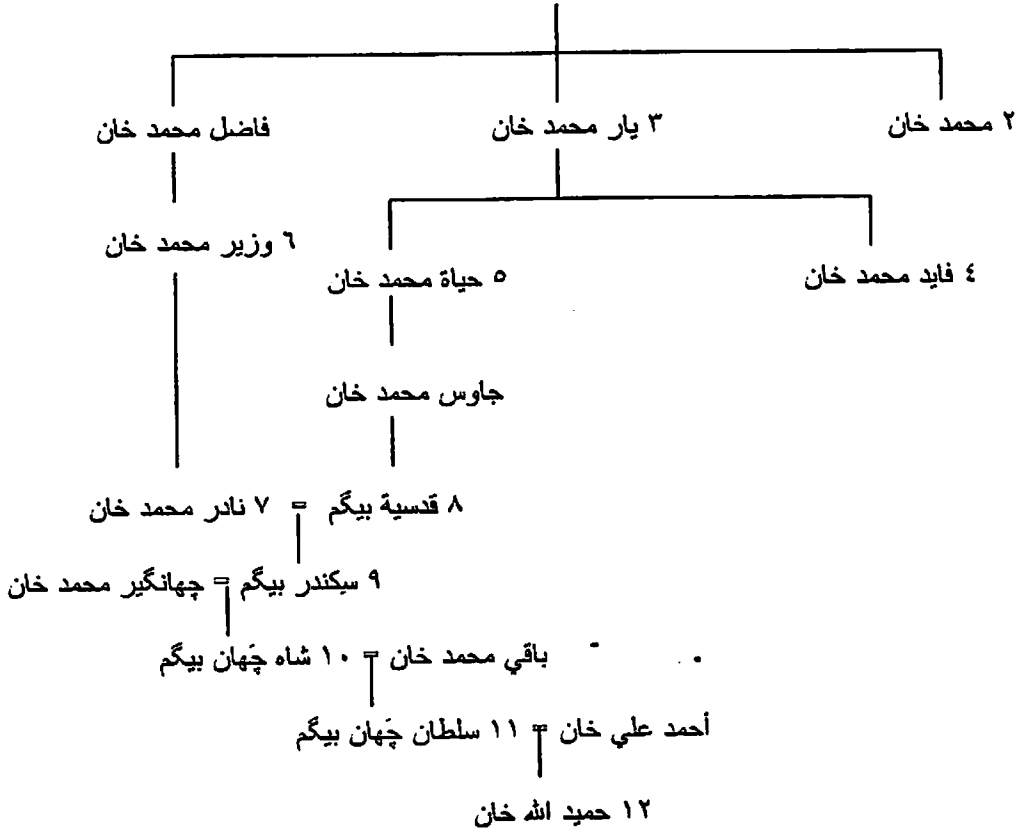 ٢ محمد خان ٣ يار محمد خان فاضل محمد خان
٦ وزير محمد خان
٤ فايد محمد خان ٥ حياة محمد خان
جاوس محمد خان
٨ قدسية بيگم = ٧ نادر محمد خان
٩ سيكندر بيگم = چهانگير محمد خان
باقي محمد خان = ١٠ شاه چَهان بيگم
أحمد علي خان = ١١ سلطان چَهان بيگم
١٢ حميد الله خان